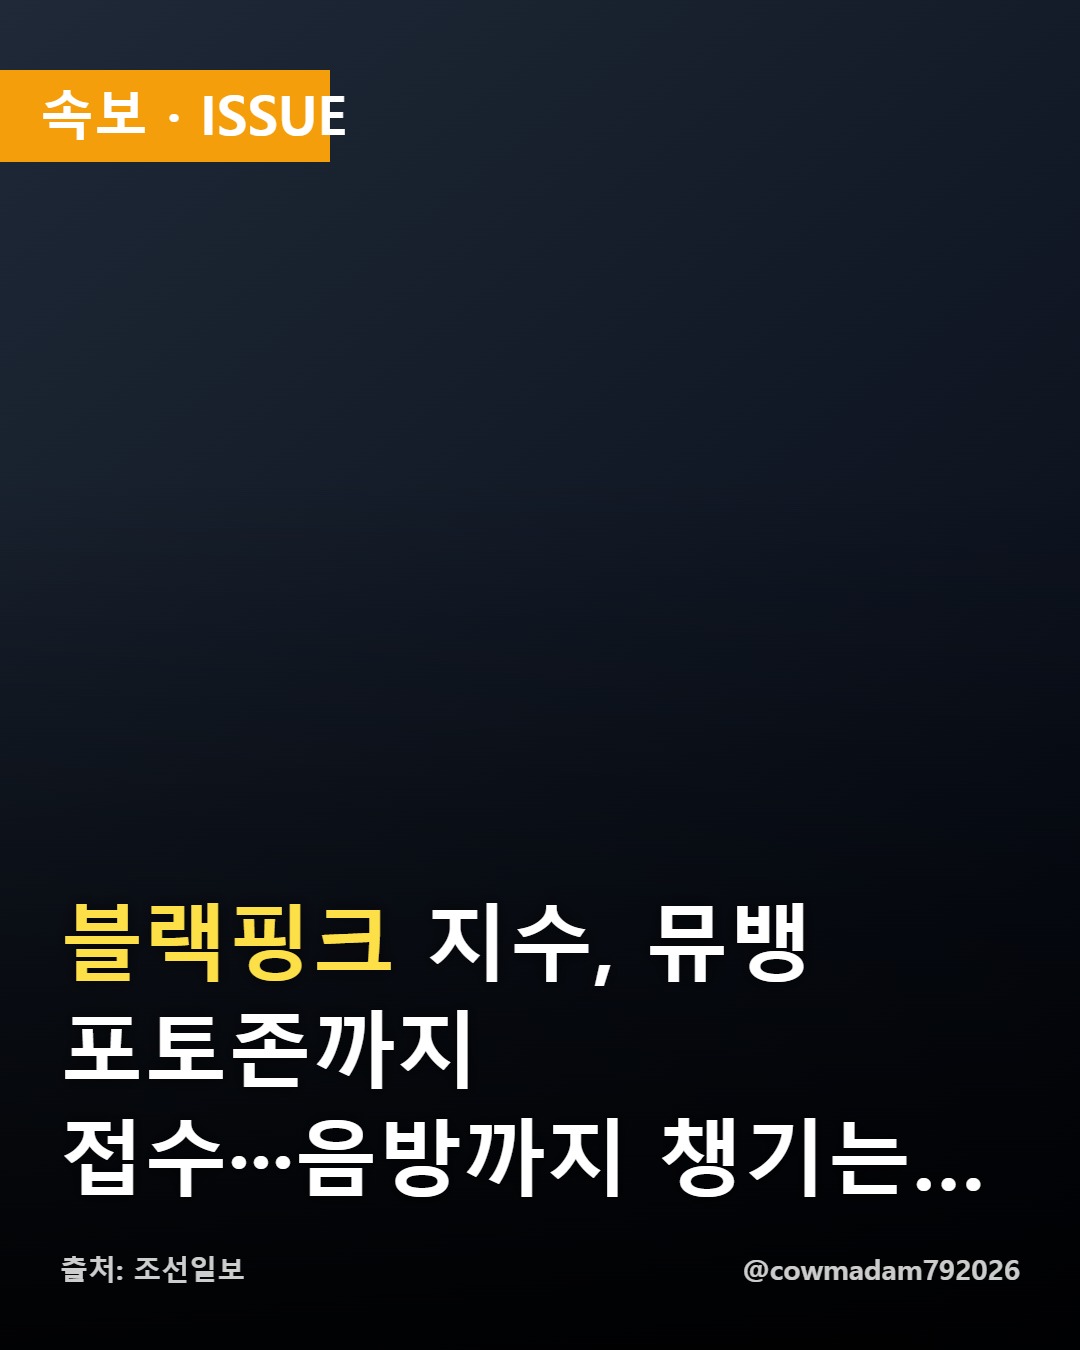 속보 · ISSUE
블랙핑크 지수, 뮤뱅
포토존까지
접수···음방까지 챙기는...
출처: 조선일보
@cowmadam792026